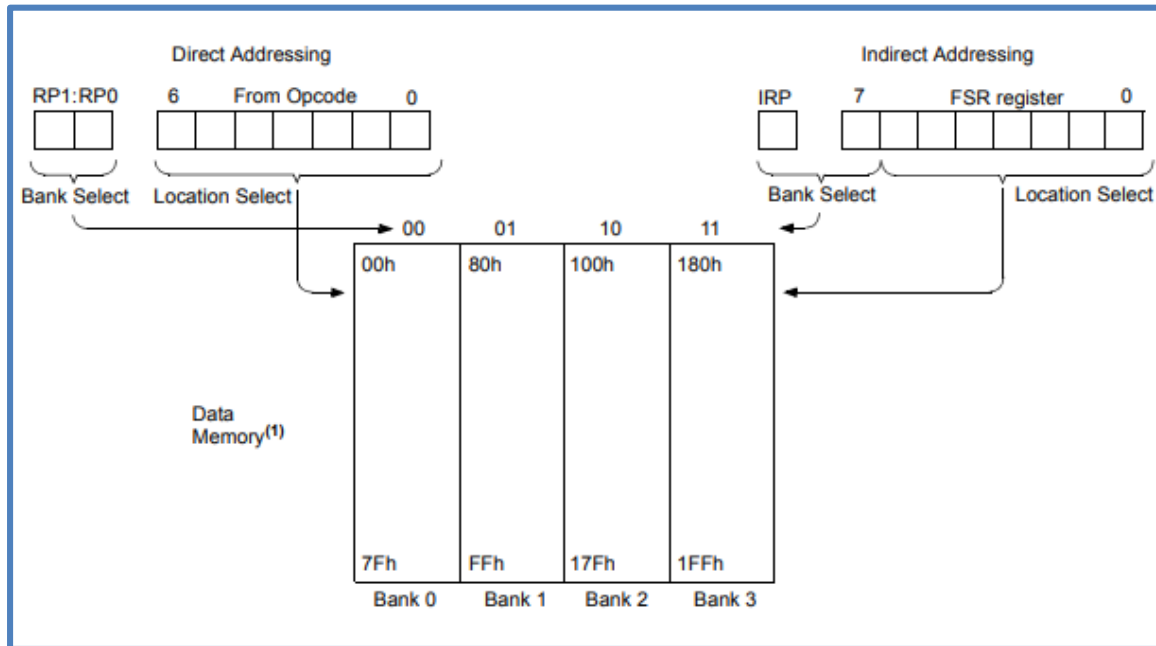 Direct Addressing
Indirect Addressing
RP1:RP0 6 From Opcode 0
IRP 7 FSR register 0
Bank Select Location Select
Bank Select Location Select
00 01 10 11
00h 80h 100h 180h
Data
Memory(1)
7Fh FFh 17Fh 1FFh
Bank 0 Bank 1 Bank 2 Bank 3